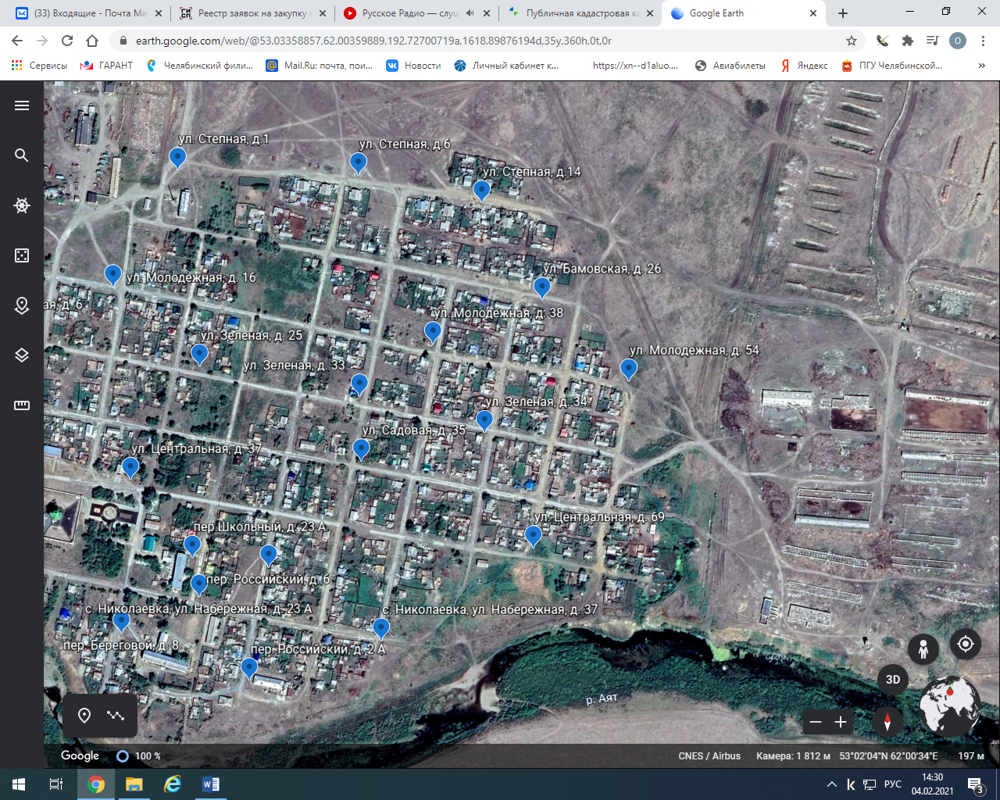 (33) Входящие - Почта Ма
Реестр заявок на закупку
Русское Радио — слуш
Публичная кадастровая ка
Google Earth
earth.google.com/web/@53.03358857,62.00359889,192.72700719a,1618.89876194d,35y,360h,0t,0r
О
Сервисы
ГАРАНТ
Челябинский фили...
Mail.Ru: почта, пои...
Новости
Личный кабинет к...
https://xn--d1aluo....
Авиабилеты
Яндекс
ПГУ Челябинской...
»
ул. Степная, д.1
ул. Степная, д.6
ул. Степная, д.14
ул. Бамовская, д. 26
ул. Молодежная, д. 16
ая, д. 6
ул. Молодежная, д. 38
ул. Зеленая, д. 25
ул. Молодежная, д. 54
ул. Зеленая, д. 33
ул. Зеленая, д. 34
ул. Садовая, д. 35
ул. Центральная, д. 37
ул. Центральная, д. 69
пер.Школьный, д. 23 А
пер. Российский, д. 6
с. Николаевка, ул. Набережная, д. 23 А
с. Николаевка, ул. Набережная, д. 37
пер. Береговой, д. 8
пер. Российский, д. 2 А
р. Аят
3D
Google
100 %
CNES / Airbus
Камера: 1 812 м
53°02'04"N 62°00'34"E
197 м
РУС
14:30
04.02.2021
3